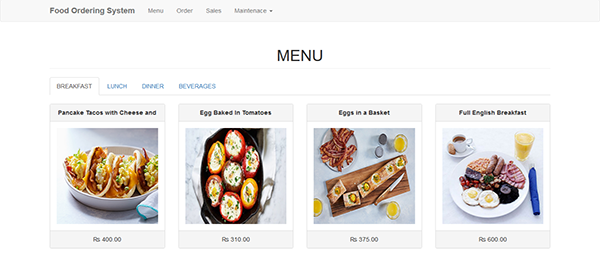 Food Ordering System Menu Order Sales Maintenace
MENU
BREAKFAST LUNCH DINNER BEVERAGES
Pancake Tacos with Cheese and Egg Baked In Tomatoes Eggs in a Basket Full English Breakfast
₨ 400.00 ₨ 310.00 ₨ 375.00 ₨ 600.00